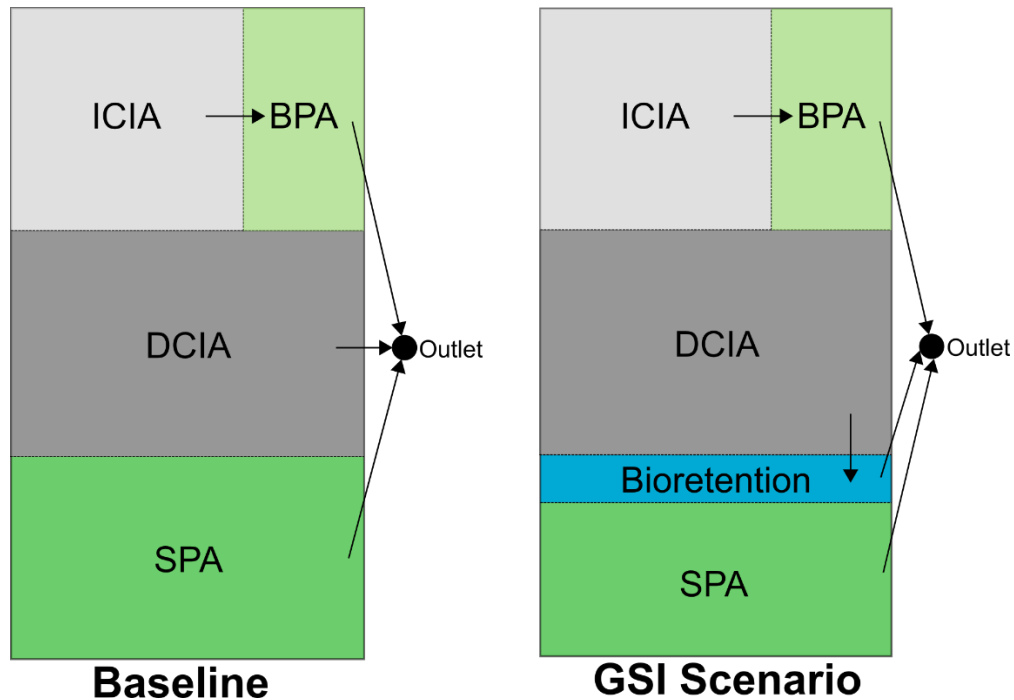 ICIA
BPA
DCIA
Outlet
SPA
Baseline
ICIA
BPA
DCIA
Outlet
Bioretention
SPA
GSI Scenario